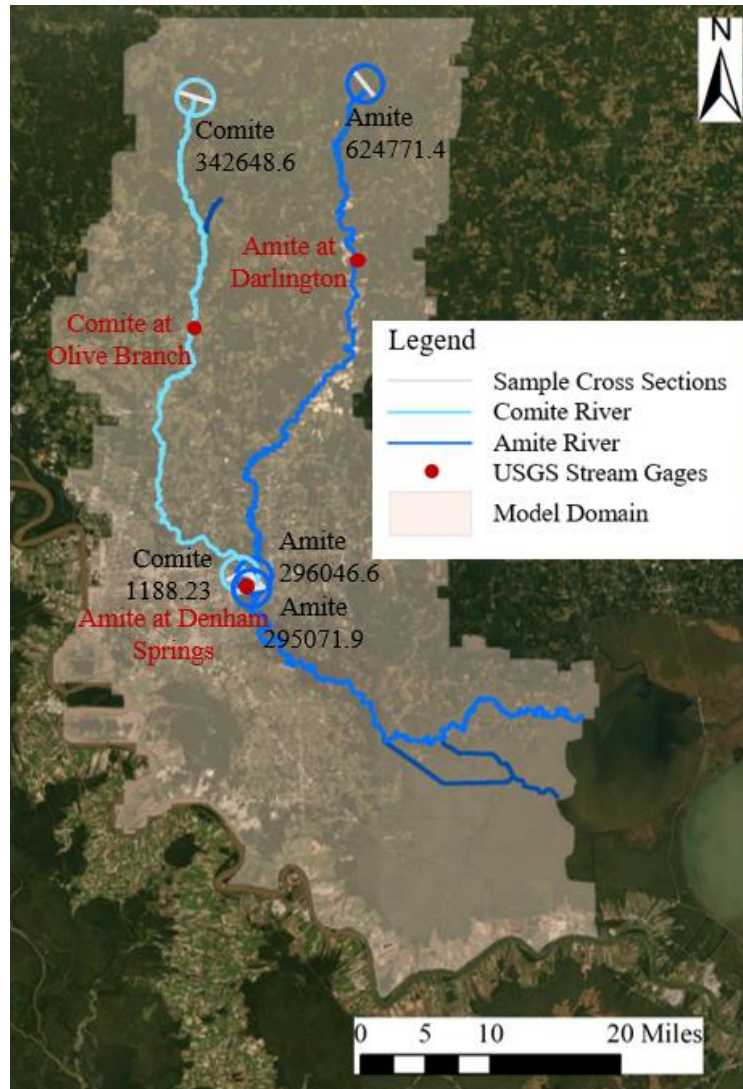 N
Comite
342648.6
Amite
624771.4
Amite at
Darlington
Comite at
Olive Branch
Legend
Sample Cross Sections
Comite River
Amite River
USGS Stream Gages
Model Domain
Comite
1188.23
Amite
296046.6
Amite at Denham
Springs
Amite
295071.9
0 5 10 20 Miles